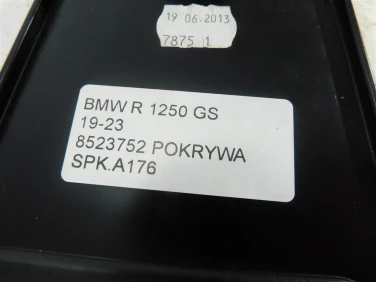 19 06.2013
7875 1
BMW R 1250 GS
19-23
8523752 POKRYWA
SPK.A176